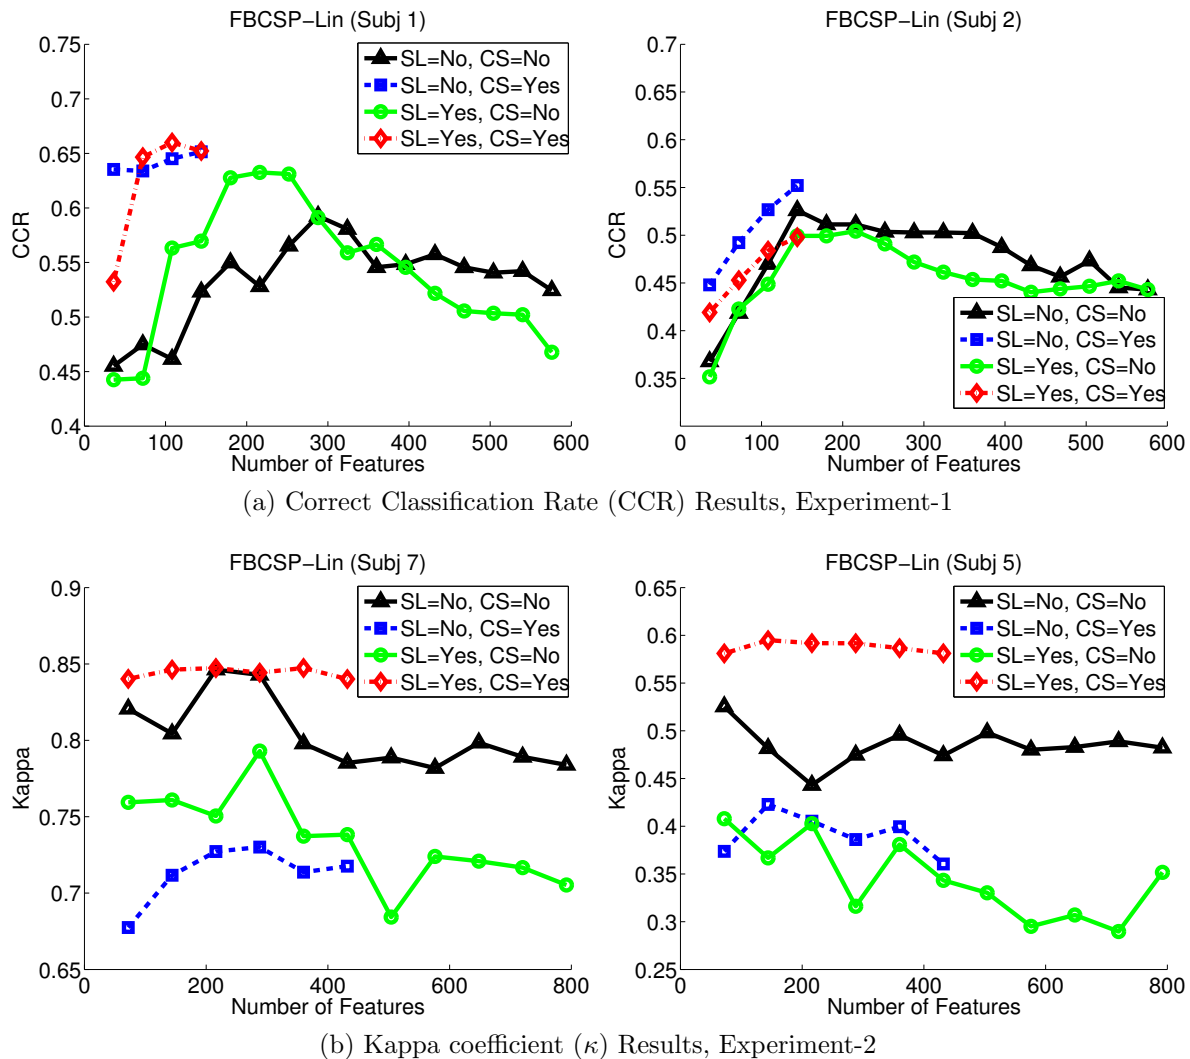 FBCSP−Lin (Subj 1)
0.75
0.7
0.65
0.6
0.55
0.5
0.45
0.4
CCR
0
100
200
300
400
500
600
Number of Features
SL=No, CS=No
SL=No, CS=Yes
SL=Yes, CS=No
SL=Yes, CS=Yes
FBCSP−Lin (Subj 2)
0.7
0.6
0.55
0.5
0.45
0.4
0.35
CCR
0
100
200
300
400
500
600
Number of Features
SL=No, CS=No
SL=No, CS=Yes
SL=Yes, CS=No
SL=Yes, CS=Yes
(a) Correct Classification Rate (CCR) Results, Experiment-1
FBCSP−Lin (Subj 7)
0.9
0.85
0.8
0.75
0.7
0.65
Kappa
0
200
400
600
800
Number of Features
SL=No, CS=No
SL=No, CS=Yes
SL=Yes, CS=No
SL=Yes, CS=Yes
FBCSP−Lin (Subj 5)
0.65
0.6
0.55
0.5
0.45
0.4
0.35
0.3
0.25
Kappa
0
200
400
600
800
Number of Features
SL=No, CS=No
SL=No, CS=Yes
SL=Yes, CS=No
SL=Yes, CS=Yes
(b) Kappa coefficient (κ) Results, Experiment-2